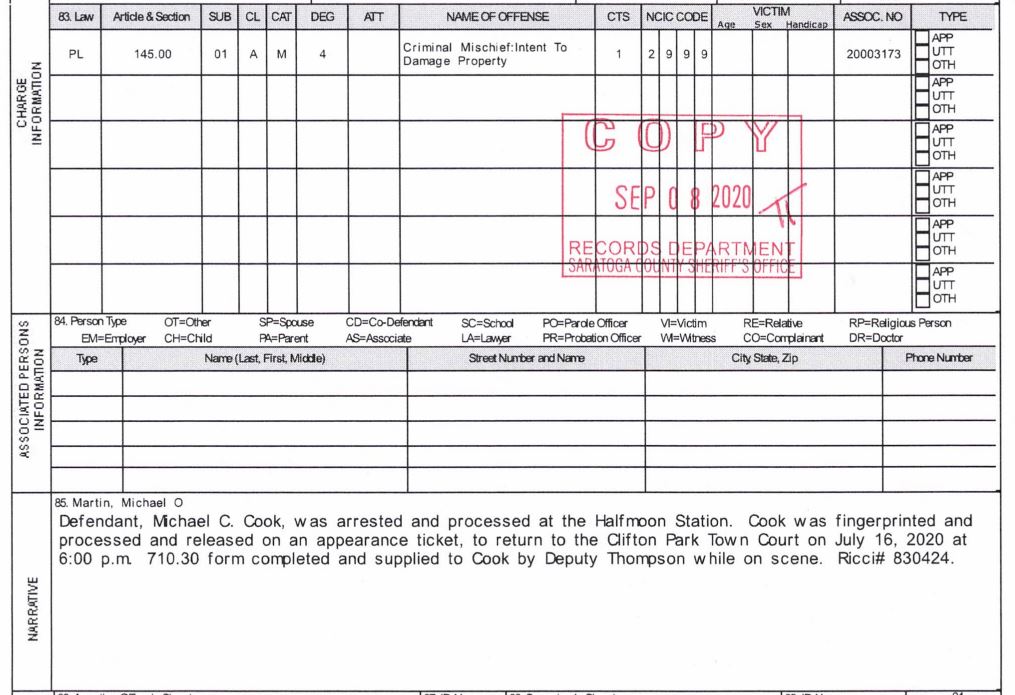 83. Law Article & Section SUB CL CAT DEG ATT NAME OF OFFENSE CTS NCIC CODE VICTIM Age Sex Handicap ASSOC. NO TYPE
PL 145.00 01 A M 4 Criminal Mischief:Intent To 1 2 9 9 9 20003173 APP
Damage Property UTT
OTH
APP
UTT
OTH
APP
UTT
OTH
APP
UTT
OTH
APP
UTT
OTH
APP
UTT
OTH
CHARGE
INFORMATION
COPY
SEP 08 2020
RECORDS DEPARTMENT
SARATOGA COUNTY SHERIFF'S OFFICE
ASSOCIATED PERSONS
INFORMATION
84. Person Type OT=Other SP=Spouse CD=Co-Defendant SC=School PO=Parole Officer VI=Victim RE=Relative RP=Religious Person
EM=Employer CH=Child PA=Parent AS=Associate LA=Lawyer PR=Probation Officer WI=Witness CO=Complainant DR=Doctor
Type Name (Last, First, Middle) Street Number and Name City, State, Zip Phone Number
NARRATIVE
85. Martin, Michael O
Defendant, Michael C. Cook, was arrested and processed at the Halfmoon Station. Cook was fingerprinted and
processed and released on an appearance ticket, to return to the Clifton Park Town Court on July 16, 2020 at
6:00 p.m. 710.30 form completed and supplied to Cook by Deputy Thompson while on scene. Ricci# 830424.